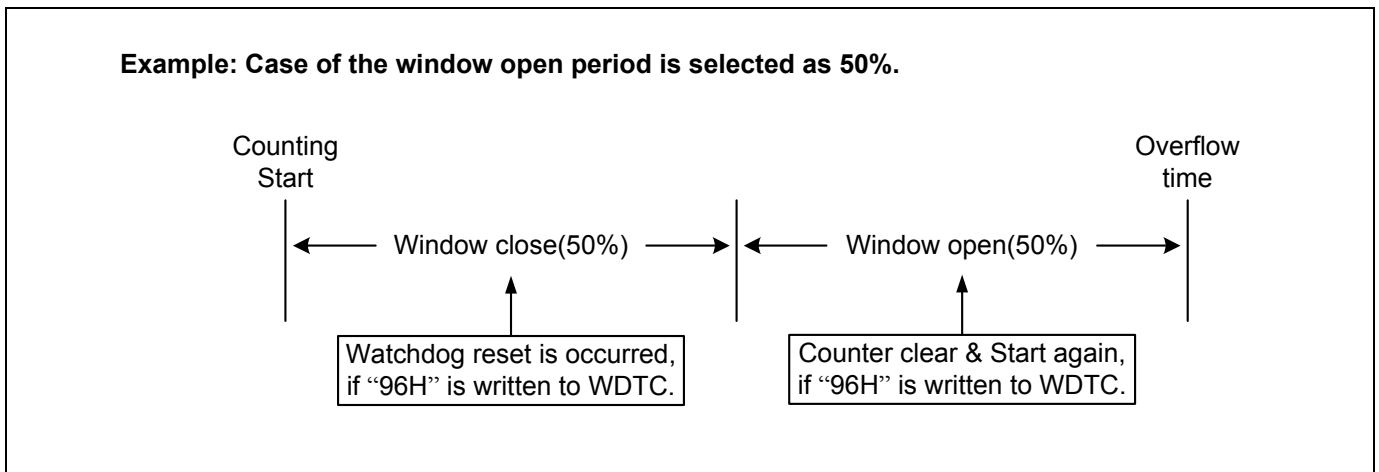 Example: Case of the window open period is selected as 50%.
Counting
Start
Overflow
time
Window close(50%)
Window open(50%)
Watchdog reset is occurred,
if “96H” is written to WDTC.
Counter clear & Start again,
if “96H” is written to WDTC.